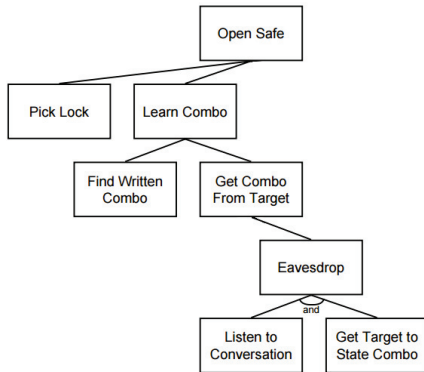 Open Safe
Pick Lock
Learn Combo
Find Written
Combo
Get Combo
From Target
Eavesdrop
and
Listen to
Conversation
Get Target to
State Combo